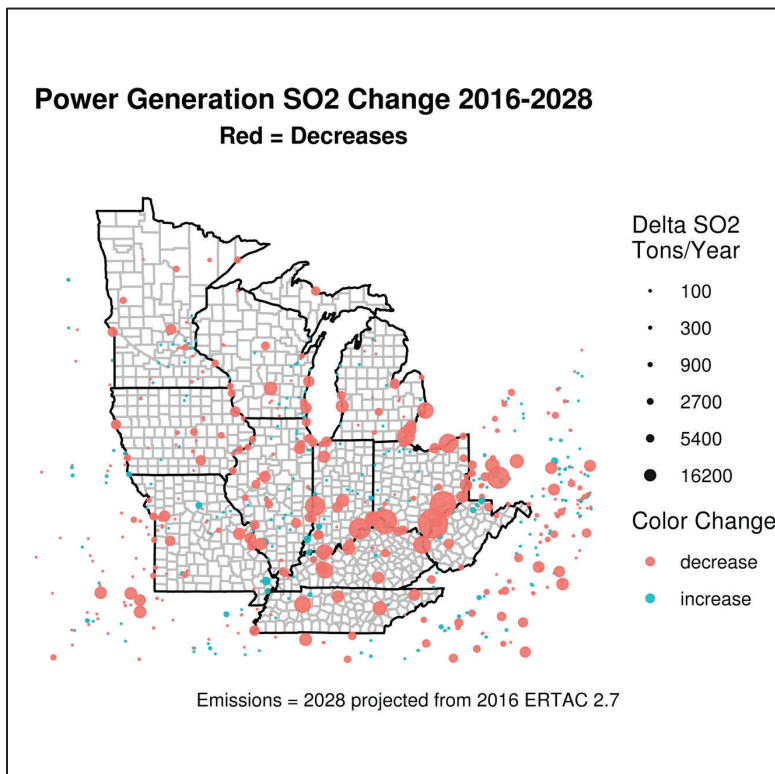 Power Generation SO2 Change 2016-2028
Red = Decreases
Delta SO2
Tons/Year
100
300
900
2700
5400
16200
Color Change
decrease
increase
Emissions = 2028 projected from 2016 ERTAC 2.7